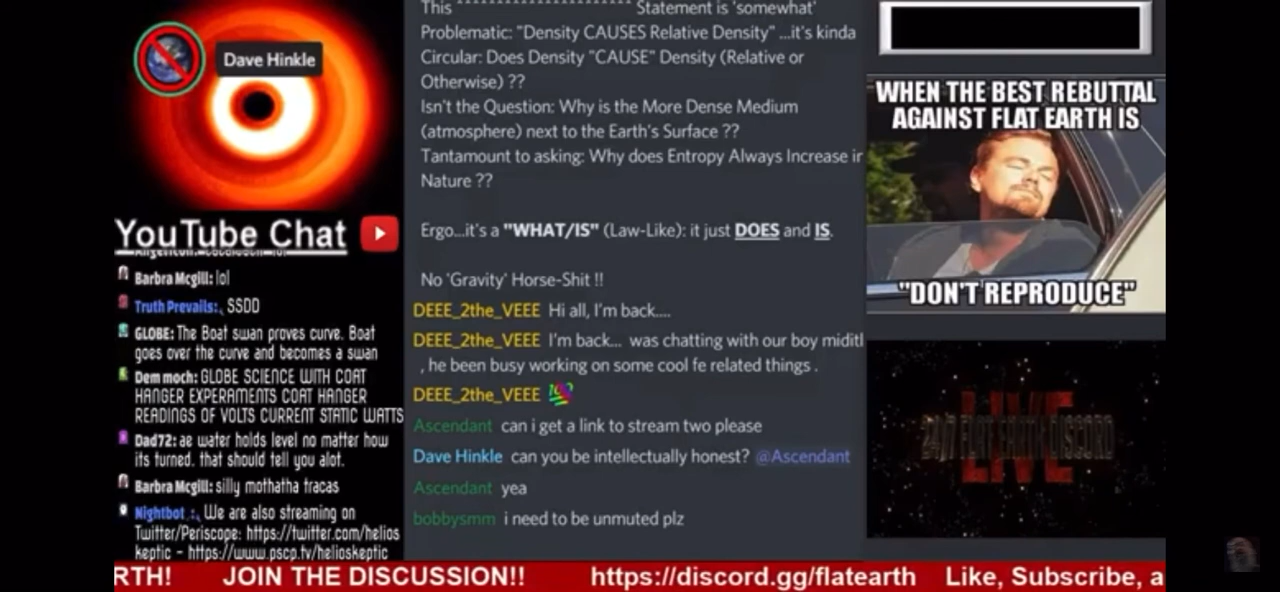 Dave Hinkle
YouTube Chat
Barbra Mcgill: lol
Truth Prevails:, SSDD
GLOBE: The Boat swan proves curve. Boat
goes over the curve and becomes a swan
Dem moch: GLOBE SCIENCE WITH COAT
HANGER EXPERIMENTS COAT HANGER
READINGS OF VOLTS CURRENT STATIC WATTS
Dad72: ae water holds level no matter how
its turned. that should tell you alot.
Barbra Mcgill: silly mothatha tracas
Nightbot :, We are also streaming on
Twitter/Periscope: https://twitter.com/helios
keptic - https://www.pscp.tv/helioskeptic
This ********************** Statement is 'somewhat'
Problematic: "Density CAUSES Relative Density" ...it's kinda
Circular: Does Density "CAUSE" Density (Relative or
Otherwise) ??
Isn't the Question: Why is the More Dense Medium
(atmosphere) next to the Earth's Surface ??
Tantamount to asking: Why does Entropy Always Increase in
Nature ??
Ergo...it's a "WHAT/IS" (Law-Like): it just DOES and IS.
No 'Gravity' Horse-Shit !!
DEEE_2the_VEEE Hi all, I'm back....
DEEE_2the_VEEE I'm back... was chatting with our boy miditl
, he been busy working on some cool fe related things .
DEEE_2the_VEEE 💯
Ascendant can i get a link to stream two please
Dave Hinkle can you be intellectually honest? @Ascendant
Ascendant yea
bobbysmm i need to be unmuted plz
WHEN THE BEST REBUTTAL
AGAINST FLAT EARTH IS
"DON'T REPRODUCE"
LIVE
24/7 FLAT EARTH DISCORD
RTH! JOIN THE DISCUSSION!! https://discord.gg/flatearth Like, Subscribe, a